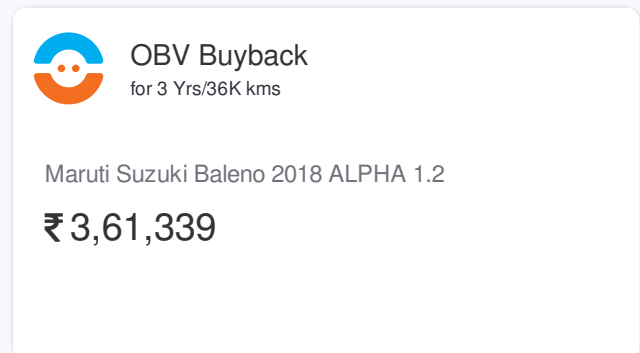 OBV Buyback
for 3 Yrs/36K kms
Maruti Suzuki Baleno 2018 ALPHA 1.2
₹ 3,61,339